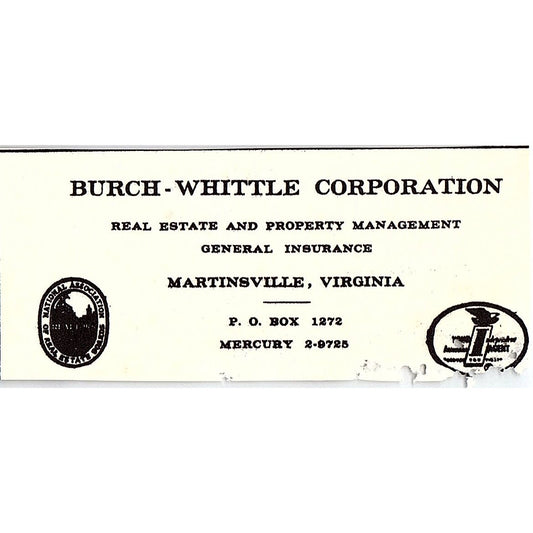 BURCH-WHITTLE CORPORATION
REAL ESTATE AND PROPERTY MANAGEMENT
GENERAL INSURANCE
MARTINSVILLE, VIRGINIA
P. O. BOX 1272
MERCURY 2-9725
NATIONAL ASSOCIATION
OF REAL ESTATE BOARDS
REALTOR
I
AGENT